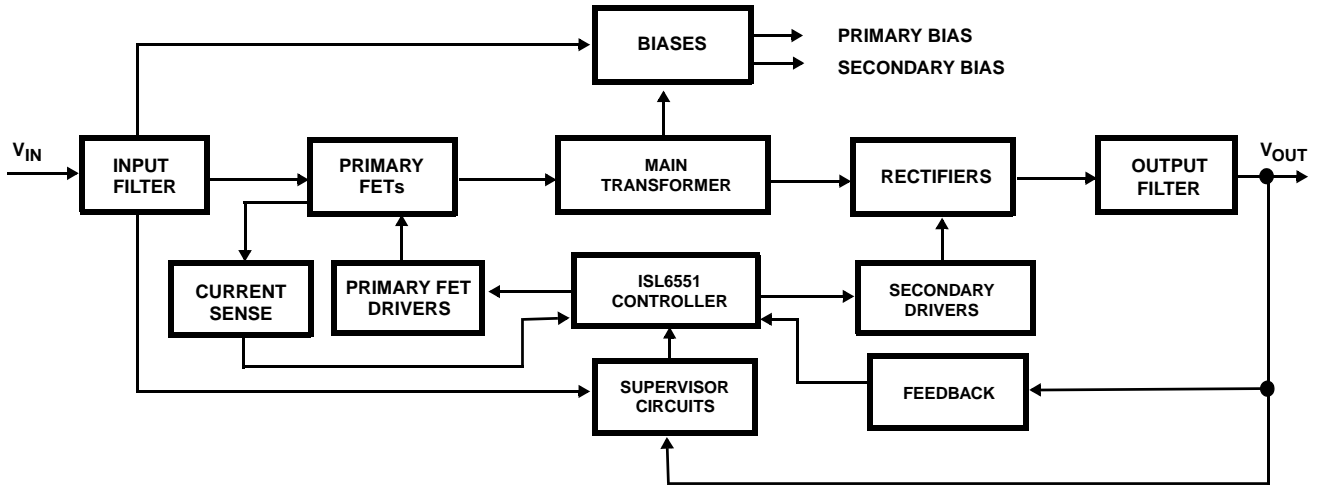 BIASES
PRIMARY BIAS
SECONDARY BIAS
VIN
INPUT
FILTER
PRIMARY
FETs
MAIN
TRANSFORMER
RECTIFIERS
OUTPUT
FILTER
VOUT
CURRENT
SENSE
PRIMARY FET
DRIVERS
ISL6551
CONTROLLER
SECONDARY
DRIVERS
SUPERVISOR
CIRCUITS
FEEDBACK